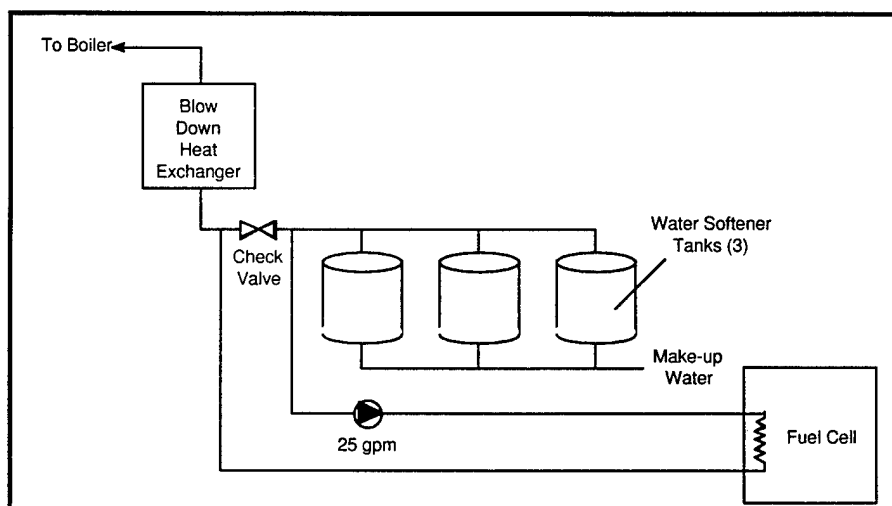 To Boiler
Blow
Down
Heat
Exchanger
Check
Valve
Water Softener
Tanks (3)
Make-up
Water
25 gpm
Fuel Cell